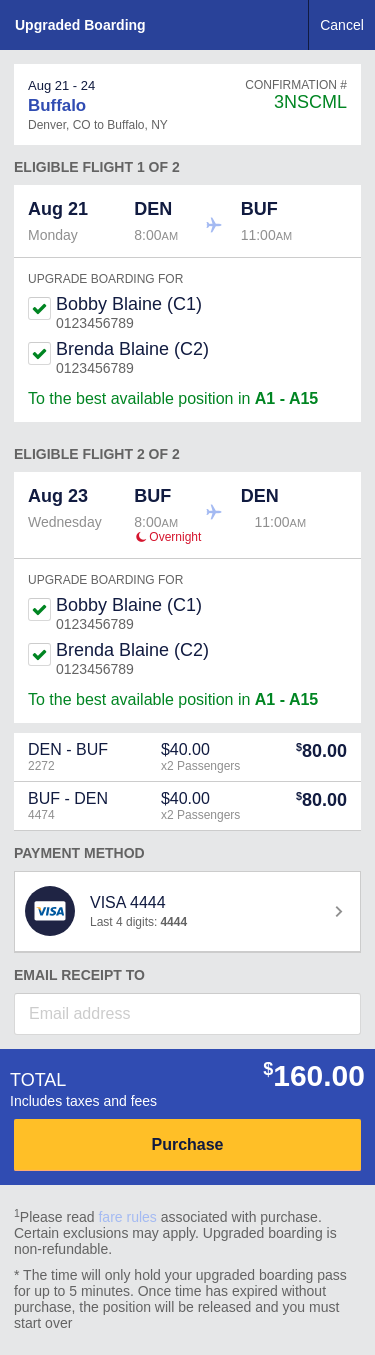 Upgraded Boarding
Cancel
Aug 21 - 24
CONFIRMATION #
Buffalo
3NSCML
Denver, CO to Buffalo, NY
ELIGIBLE FLIGHT 1 OF 2
Aug 21 DEN BUF
Monday 8:00AM 11:00AM
UPGRADE BOARDING FOR
Bobby Blaine (C1)
0123456789
Brenda Blaine (C2)
0123456789
To the best available position in A1 - A15
ELIGIBLE FLIGHT 2 OF 2
Aug 23 BUF DEN
Wednesday 8:00AM 11:00AM
Overnight
UPGRADE BOARDING FOR
Bobby Blaine (C1)
0123456789
Brenda Blaine (C2)
0123456789
To the best available position in A1 - A15
DEN - BUF $40.00 $80.00
2272 x2 Passengers
BUF - DEN $40.00 $80.00
4474 x2 Passengers
PAYMENT METHOD
VISA
VISA 4444
Last 4 digits: 4444
EMAIL RECEIPT TO
Email address
TOTAL $160.00
Includes taxes and fees
Purchase
1Please read fare rules associated with purchase.
Certain exclusions may apply. Upgraded boarding is
non-refundable.
* The time will only hold your upgraded boarding pass
for up to 5 minutes. Once time has expired without
purchase, the position will be released and you must
start over